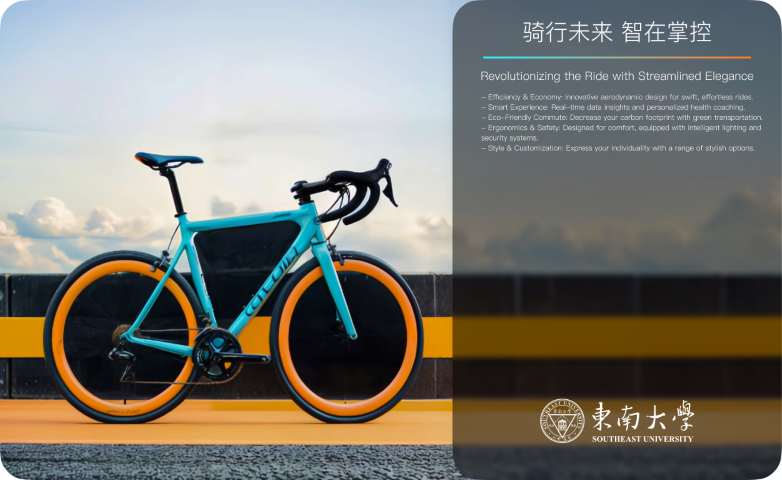 骑行未来 智在掌控
Revolutionizing the Ride with Streamlined Elegance
- Efficiency & Economy: Innovative aerodynamic design for swift, effortless rides.
- Smart Experience: Real-time data insights and personalized health coaching.
- Eco-Friendly Commute: Decrease your carbon footprint with green transportation.
- Ergonomics & Safety: Designed for comfort, equipped with intelligent lighting and
security systems.
- Style & Customization: Express your individuality with a range of stylish options.
東南大學
SOUTHEAST UNIVERSITY